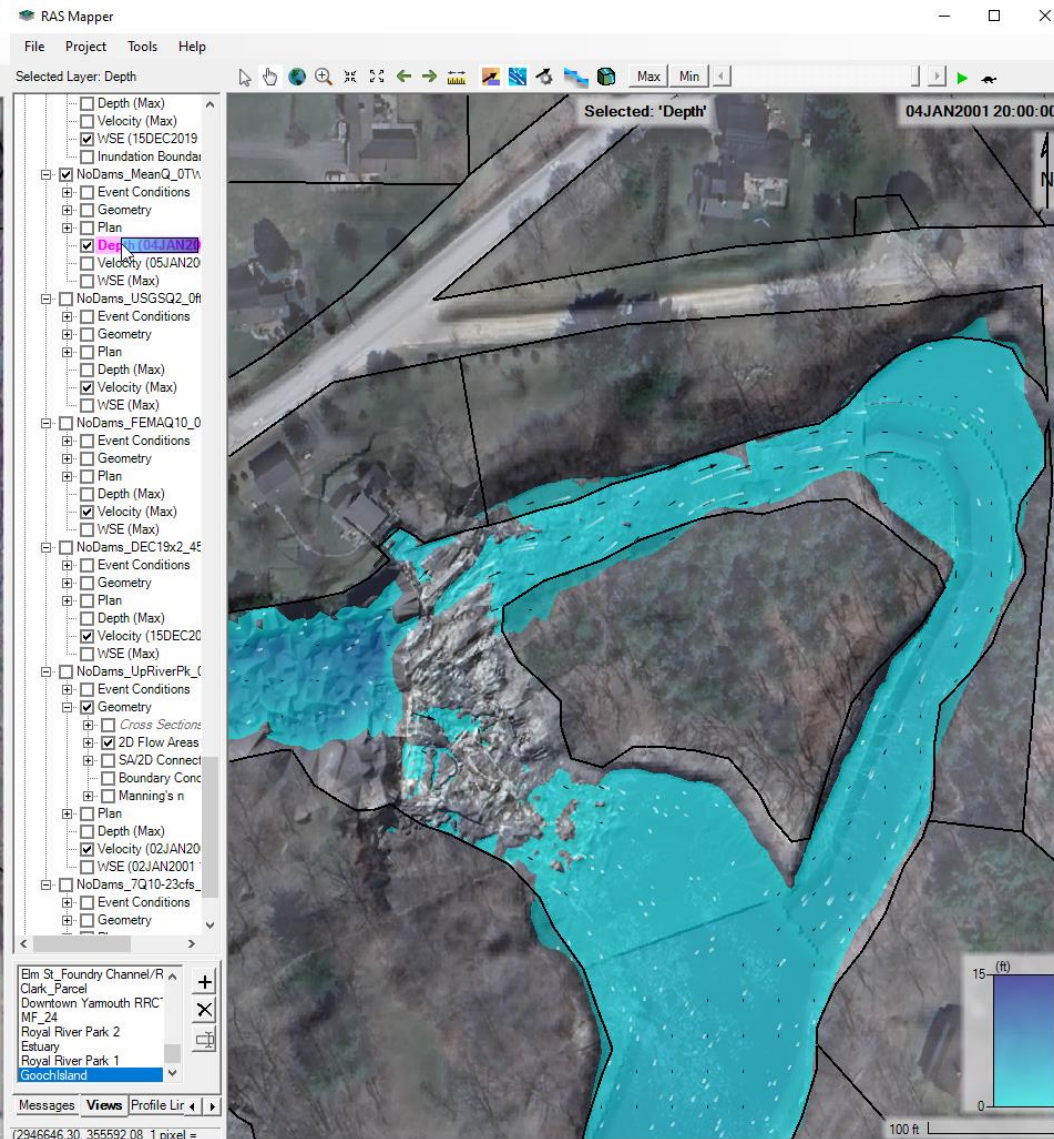 RAS Mapper
File Project Tools Help
Selected Layer: Depth
Max Min
Depth (Max)
Velocity (Max)
WSE (15DEC2019
Inundation Boundar
NoDams_MeanQ_0TW
Event Conditions
Geometry
Plan
Depth (04JAN20
Velocity (05JAN20
WSE (Max)
NoDams_USGSQ2_0ft
Event Conditions
Geometry
Plan
Depth (Max)
Velocity (Max)
WSE (Max)
NoDams_FEMAQ10_0
Event Conditions
Geometry
Plan
Depth (Max)
Velocity (Max)
WSE (Max)
NoDams_DEC19x2_45
Event Conditions
Geometry
Plan
Depth (Max)
Velocity (15DEC20
WSE (Max)
NoDams_UpRiverPk_0
Event Conditions
Geometry
Cross Sections
2D Flow Areas
SA/2D Connect
Boundary Cond
Manning's n
Plan
Depth (Max)
Velocity (02JAN20
WSE (02JAN2001
NoDams_7Q10-23cfs_
Event Conditions
Geometry
Elm St_Foundry Channel/R
Clark_Parcel
Downtown Yarmouth RRCT
MF_24
Royal River Park 2
Estuary
Royal River Park 1
GoochIsland
Messages Views Profile Lir
(2946646.30, 355592.08 1 pixel =
Selected: 'Depth'
04JAN2001 20:00:00
N
(ft)
15
0
100 ft